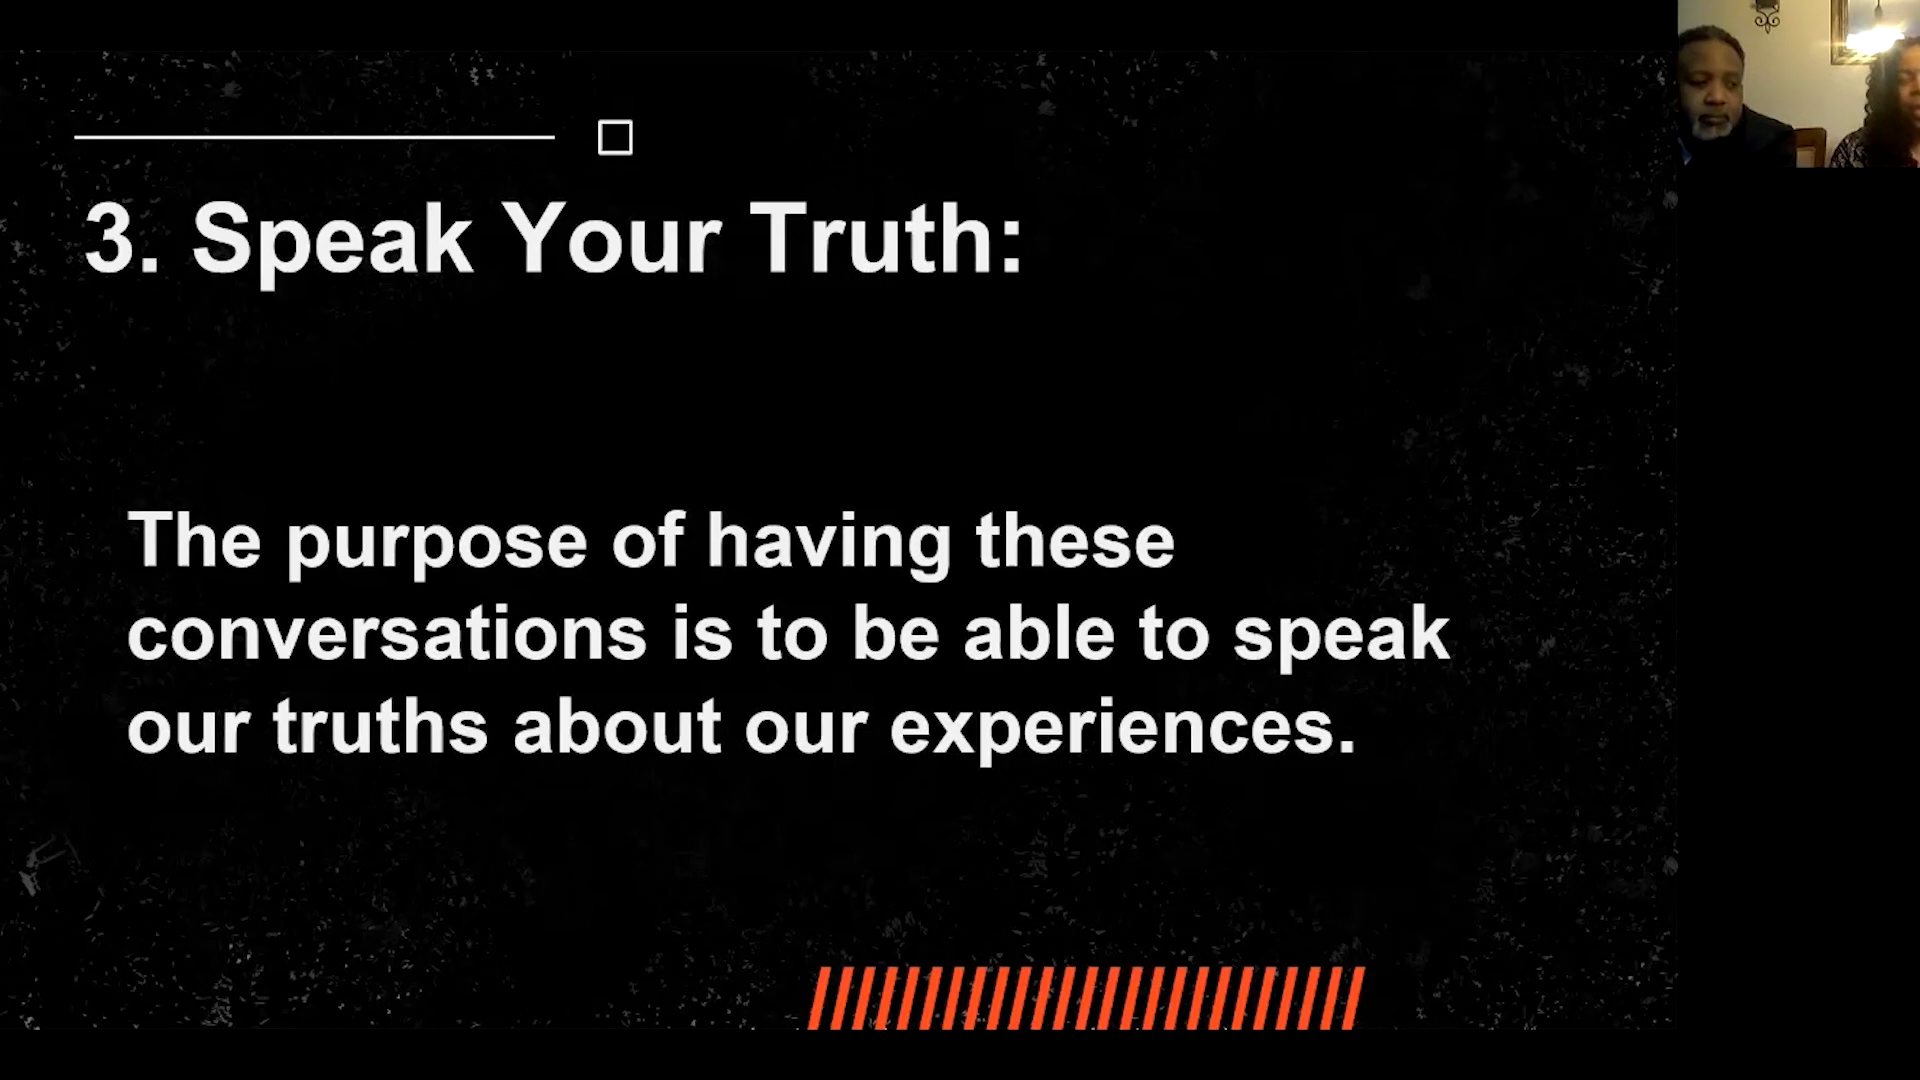 3. Speak Your Truth:
The purpose of having these
conversations is to be able to speak
our truths about our experiences.